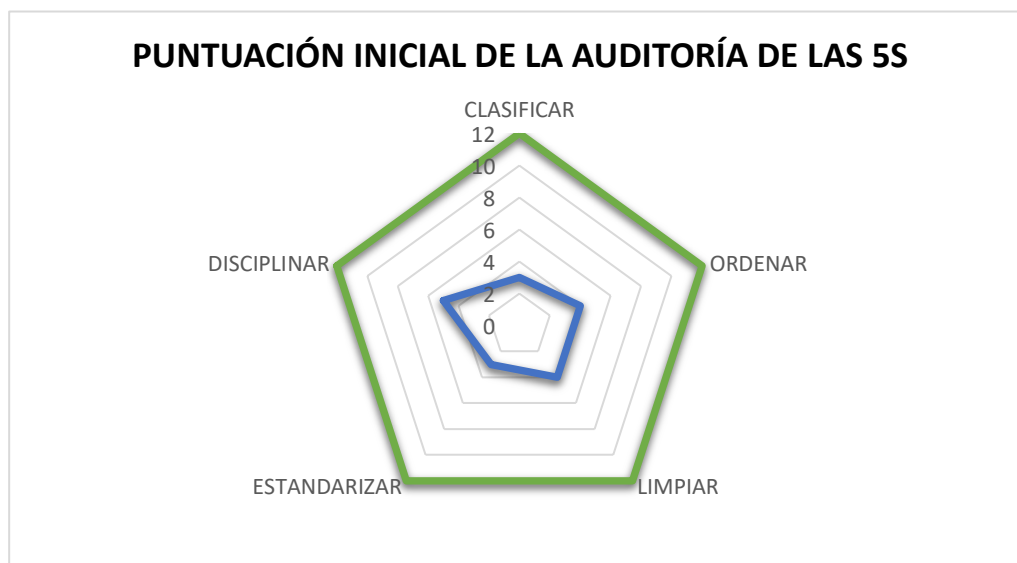 PUNTUACIÓN INICIAL DE LA AUDITORÍA DE LAS 5S
CLASIFICAR
12
10
8
6
4
2
0
DISCIPLINAR
ORDENAR
ESTANDARIZAR
LIMPIAR